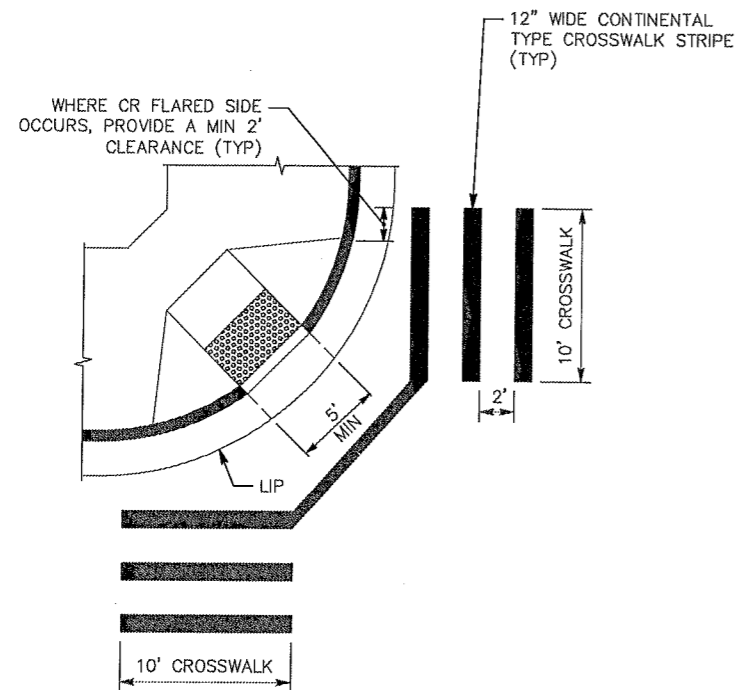 12" WIDE CONTINENTAL
TYPE CROSSWALK STRIPE
(TYP)
WHERE CR FLARED SIDE
OCCURS, PROVIDE A MIN 2'
CLEARANCE (TYP)
10' CROSSWALK
2'
5'
MIN
LIP
10' CROSSWALK